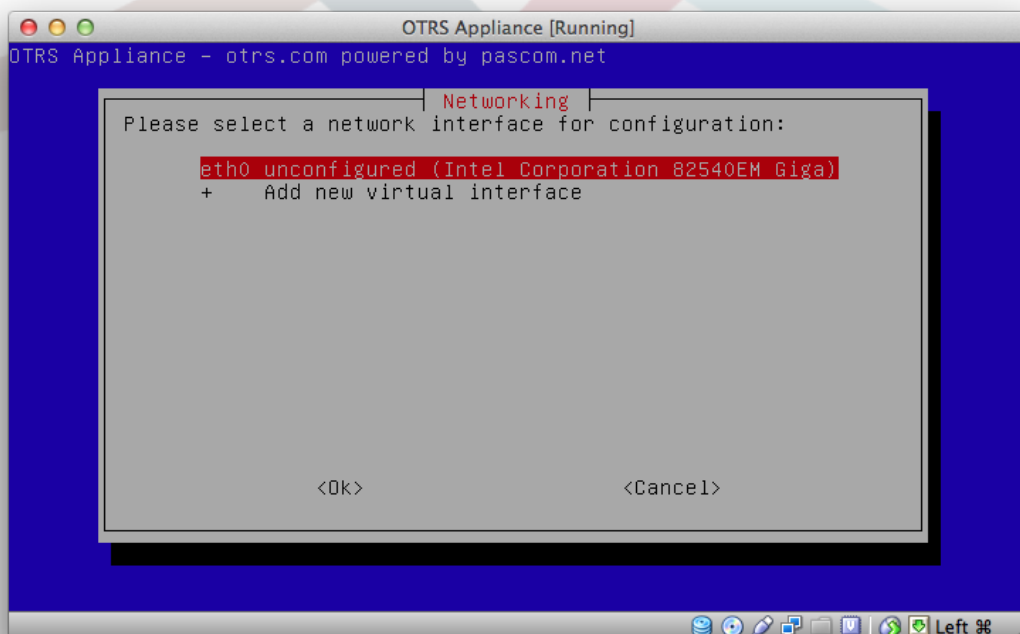 OTRS Appliance [Running]
OTRS Appliance - otrs.com powered by pascom.net
Networking
Please select a network interface for configuration:
eth0 unconfigured (Intel Corporation 82540EM Giga)
+ Add new virtual interface
<Ok> <Cancel>
Left ⌘